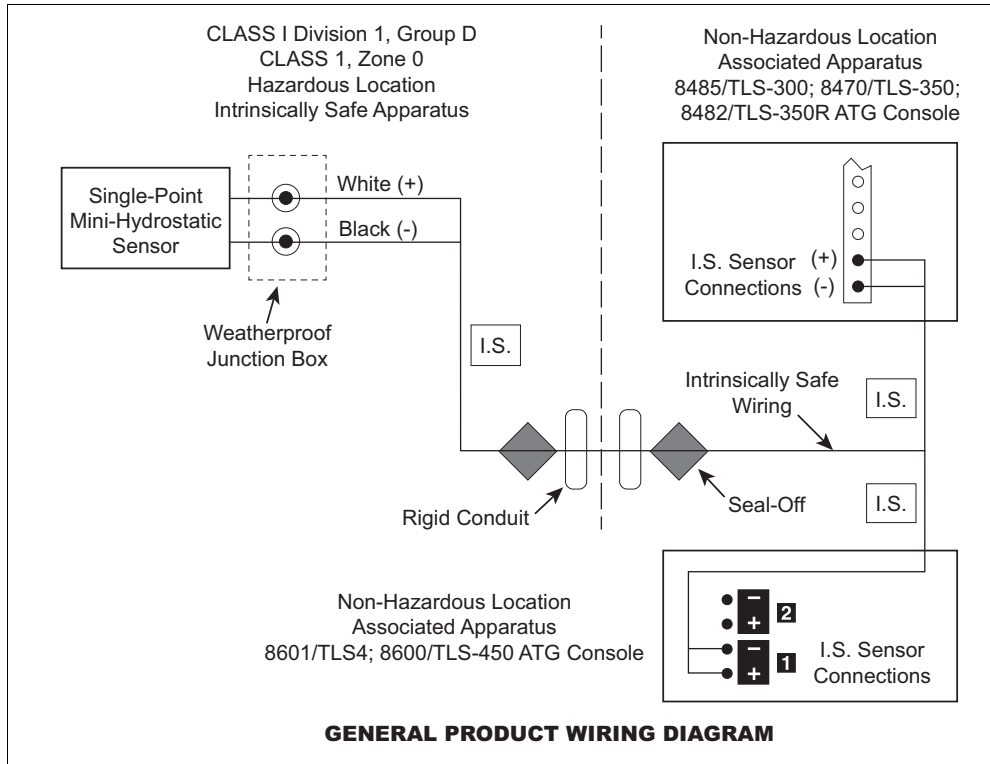 CLASS I Division 1, Group D
CLASS 1, Zone 0
Hazardous Location
Intrinsically Safe Apparatus
Non-Hazardous Location
Associated Apparatus
8485/TLS-300; 8470/TLS-350;
8482/TLS-350R ATG Console
Single-Point
Mini-Hydrostatic
Sensor
White (+)
Black (-)
Weatherproof
Junction Box
I.S.
I.S. Sensor (+)
Connections (-)
Intrinsically Safe
Wiring
I.S.
Rigid Conduit
Seal-Off
I.S.
Non-Hazardous Location
Associated Apparatus
8601/TLS4; 8600/TLS-450 ATG Console
− 2
+
− 1
+
I.S. Sensor
Connections
GENERAL PRODUCT WIRING DIAGRAM